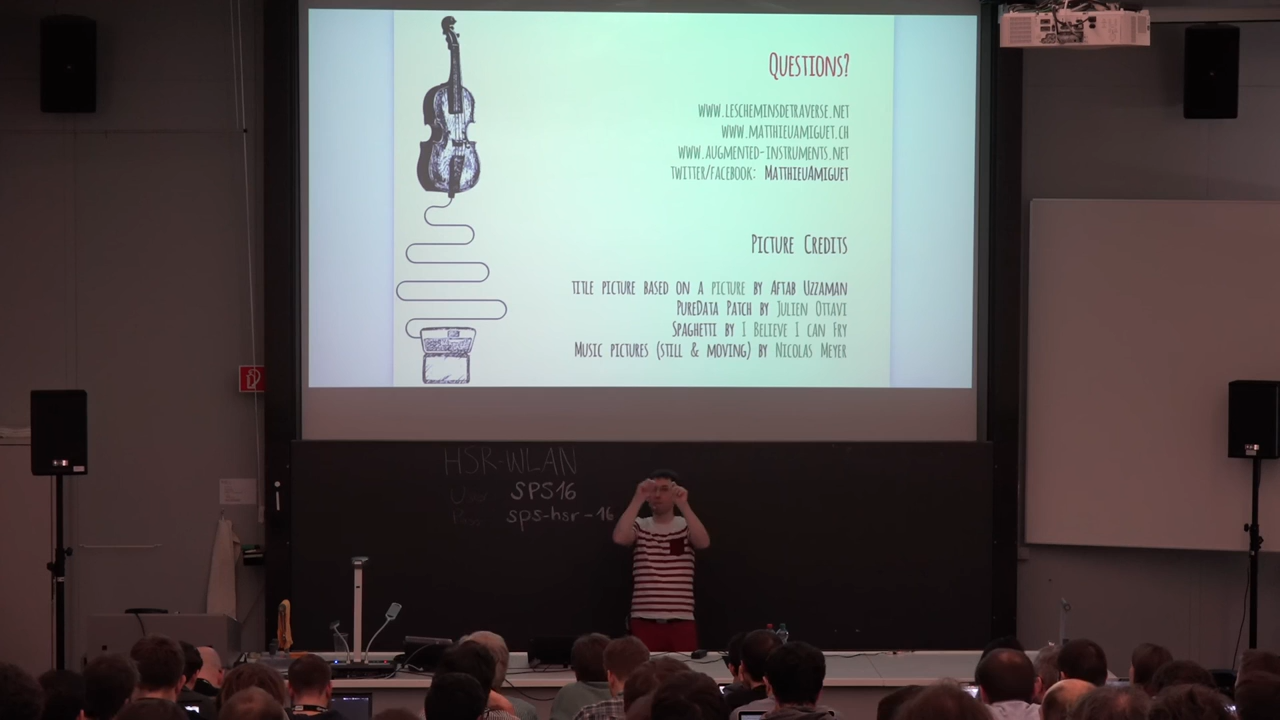 Questions?
www.lescheminsdetraverse.net
www.matthieuamiguet.ch
www.augmented-instruments.net
twitter/facebook: MatthieuAmiguet
Picture Credits
title picture based on a picture by Aftab Uzzaman
PureData Patch by Julien Ottavi
Spaghetti by I Believe I can Fry
Music pictures (still & moving) by Nicolas Meyer
HSR-WLAN
User SPS16
Pass sps-hsr-16